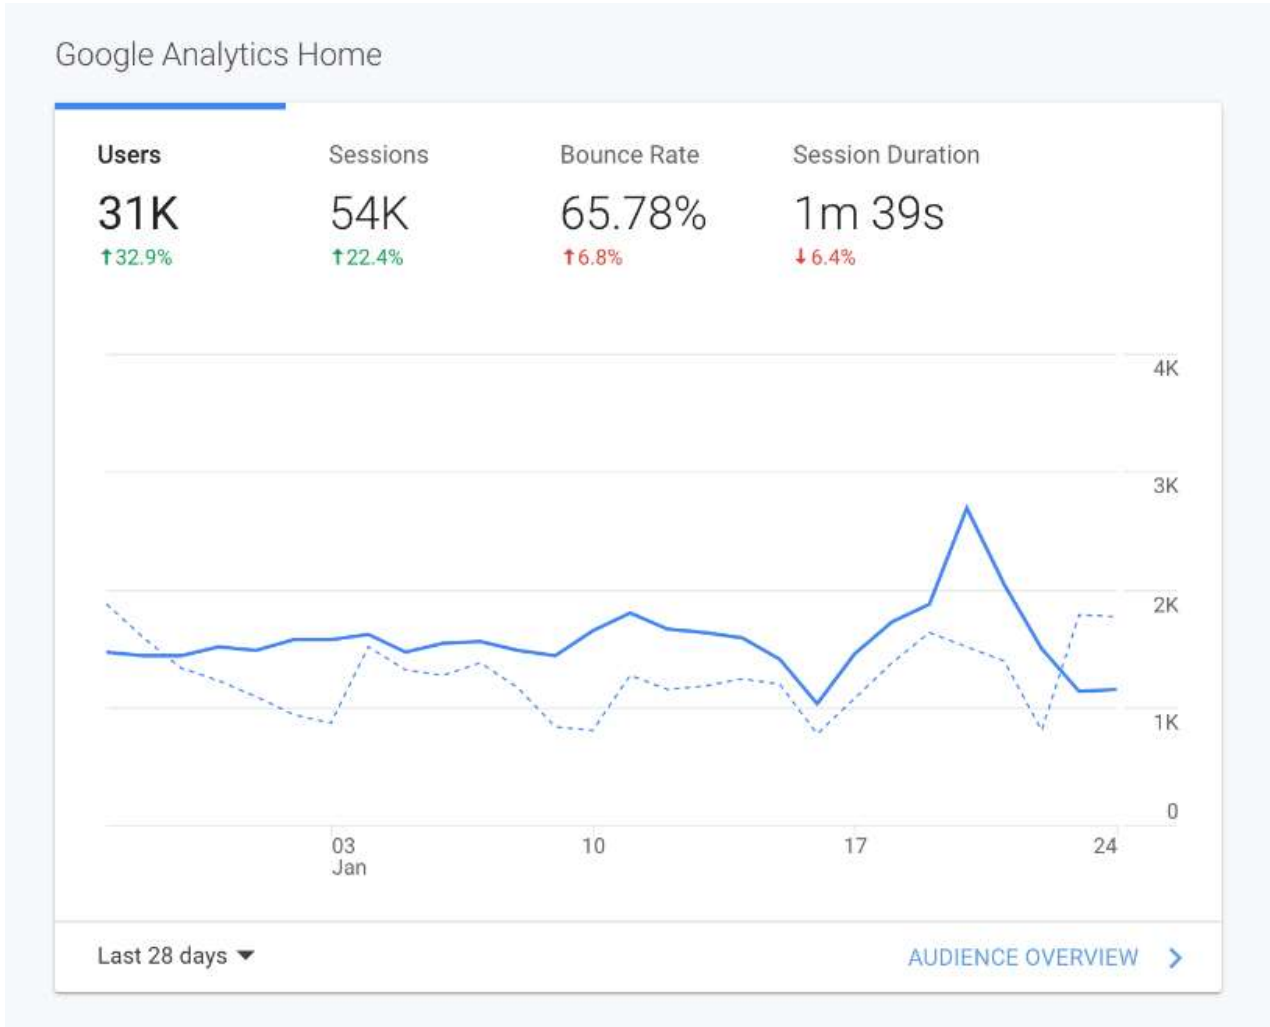 Google Analytics Home
Users Sessions Bounce Rate Session Duration
31K 54K 65.78% 1m 39s
↑32.9% ↑22.4% ↑6.8% ↓6.4%
4K
3K
2K
1K
0
03 10 17 24
Jan
Last 28 days AUDIENCE OVERVIEW